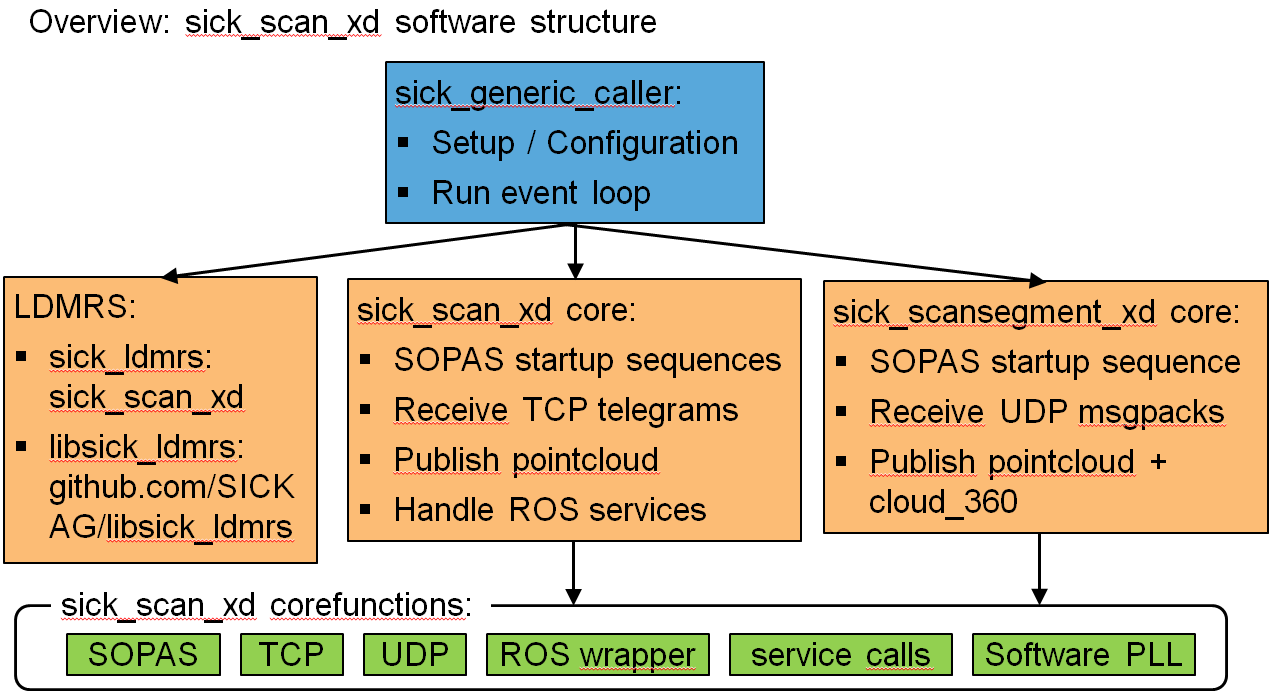 Overview: sick_scan_xd software structure
sick_generic_caller:
▪ Setup / Configuration
▪ Run event loop
LDMRS:
▪ sick_ldmrs:
sick_scan_xd
▪ libsick_ldmrs:
github.com/SICK
AG/libsick_ldmrs
sick_scan_xd core:
▪ SOPAS startup sequences
▪ Receive TCP telegrams
▪ Publish pointcloud
▪ Handle ROS services
sick_scansegment_xd core:
▪ SOPAS startup sequence
▪ Receive UDP msgpacks
▪ Publish pointcloud +
cloud_360
sick_scan_xd corefunctions:
SOPAS
TCP
UDP
ROS wrapper
service calls
Software PLL